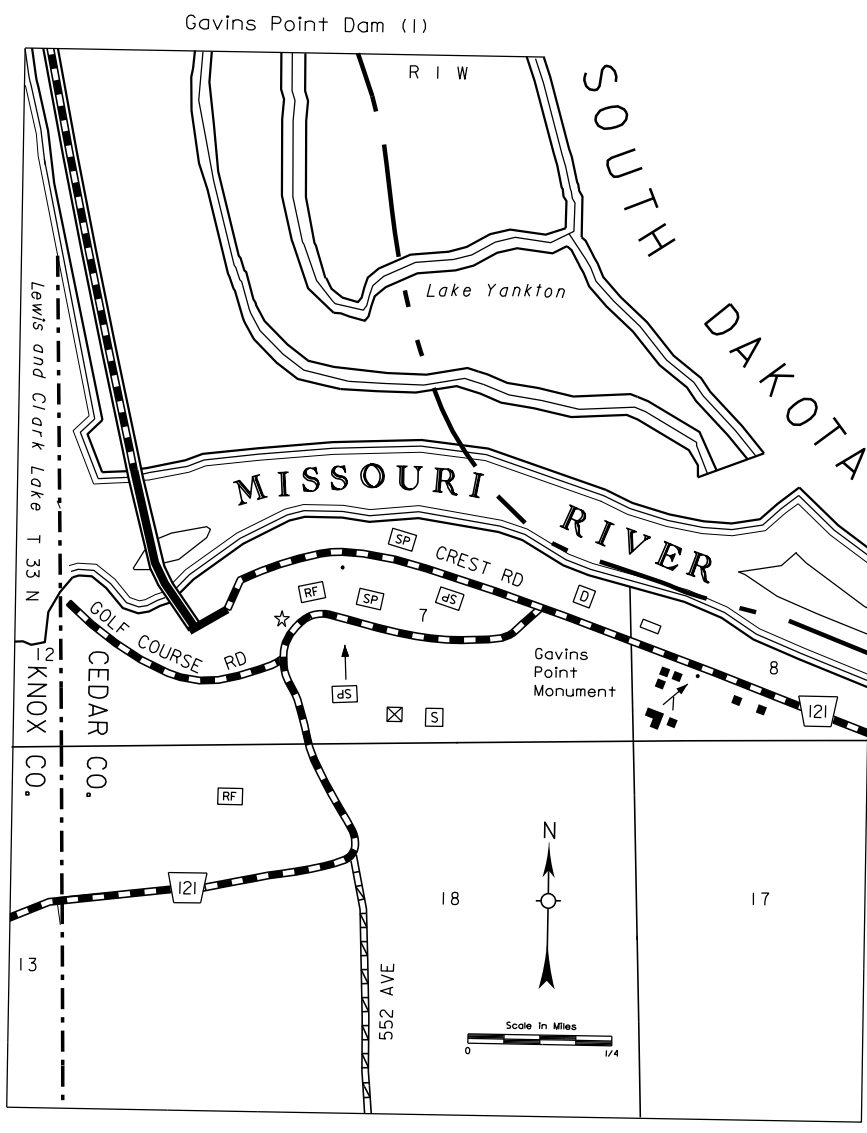 Gavins Point Dam (1)
R 1 W
SOUTH DAKOTA
Lake Yankton
Lewis and Clark Lake
T 33 N
MISSOURI RIVER
SP
CREST RD
RF
SP
SP
D
7
GOLF COURSE RD
12
Gavins
Point
Monument
8
SP
S
121
KNOX CO.
CEDAR CO.
RF
N
121
18
17
13
552 AVE
Scale in Miles
0
1/4